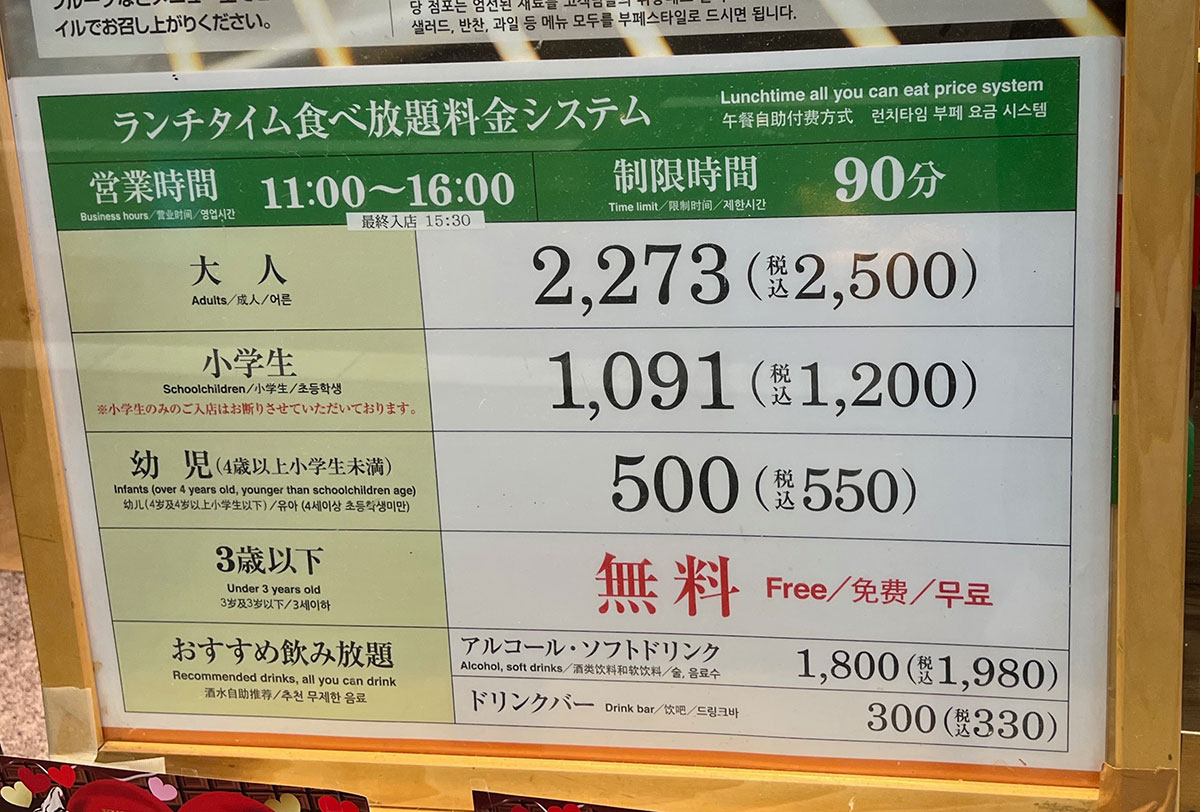 イルでお召し上がりください。
샐러드, 반찬, 과일 등 메뉴 모두를 부페스타일로 드시면 됩니다.
ランチタイム食べ放題料金システム
Lunchtime all you can eat price system
午餐自助付费方式 런치타임 부페 요금 시스템
営業時間 11:00～16:00
Business hours／营业时间／영업시간
最終入店 15:30
制限時間 90分
Time limit／限制时间／제한시간
大人
Adults／成人／어른
2,273(税込2,500)
小学生
Schoolchildren／小学生／초등학생
※小学生のみのご入店はお断りさせていただいております。
1,091(税込1,200)
幼児(4歳以上小学生未満)
Infants (over 4 years old, younger than schoolchildren age)
幼儿(4岁及4岁以上小学生以下)／유아 (4세이상 초등학생미만)
500(税込550)
3歳以下
Under 3 years old
3岁及3岁以下／3세이하
無料 Free／免费／무료
おすすめ飲み放題
Recommended drinks, all you can drink
酒水自助推荐／추천 무제한 음료
アルコール・ソフトドリンク
Alcohol, soft drinks／酒类饮料和软饮料／술, 음료수
1,800(税込1,980)
ドリンクバー Drink bar／饮吧／드링크바
300(税込330)